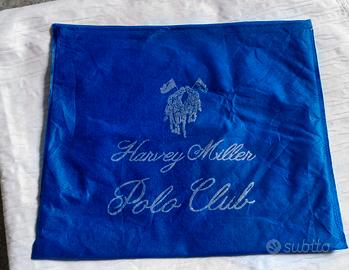 Harvey Miller
Polo Club
subito